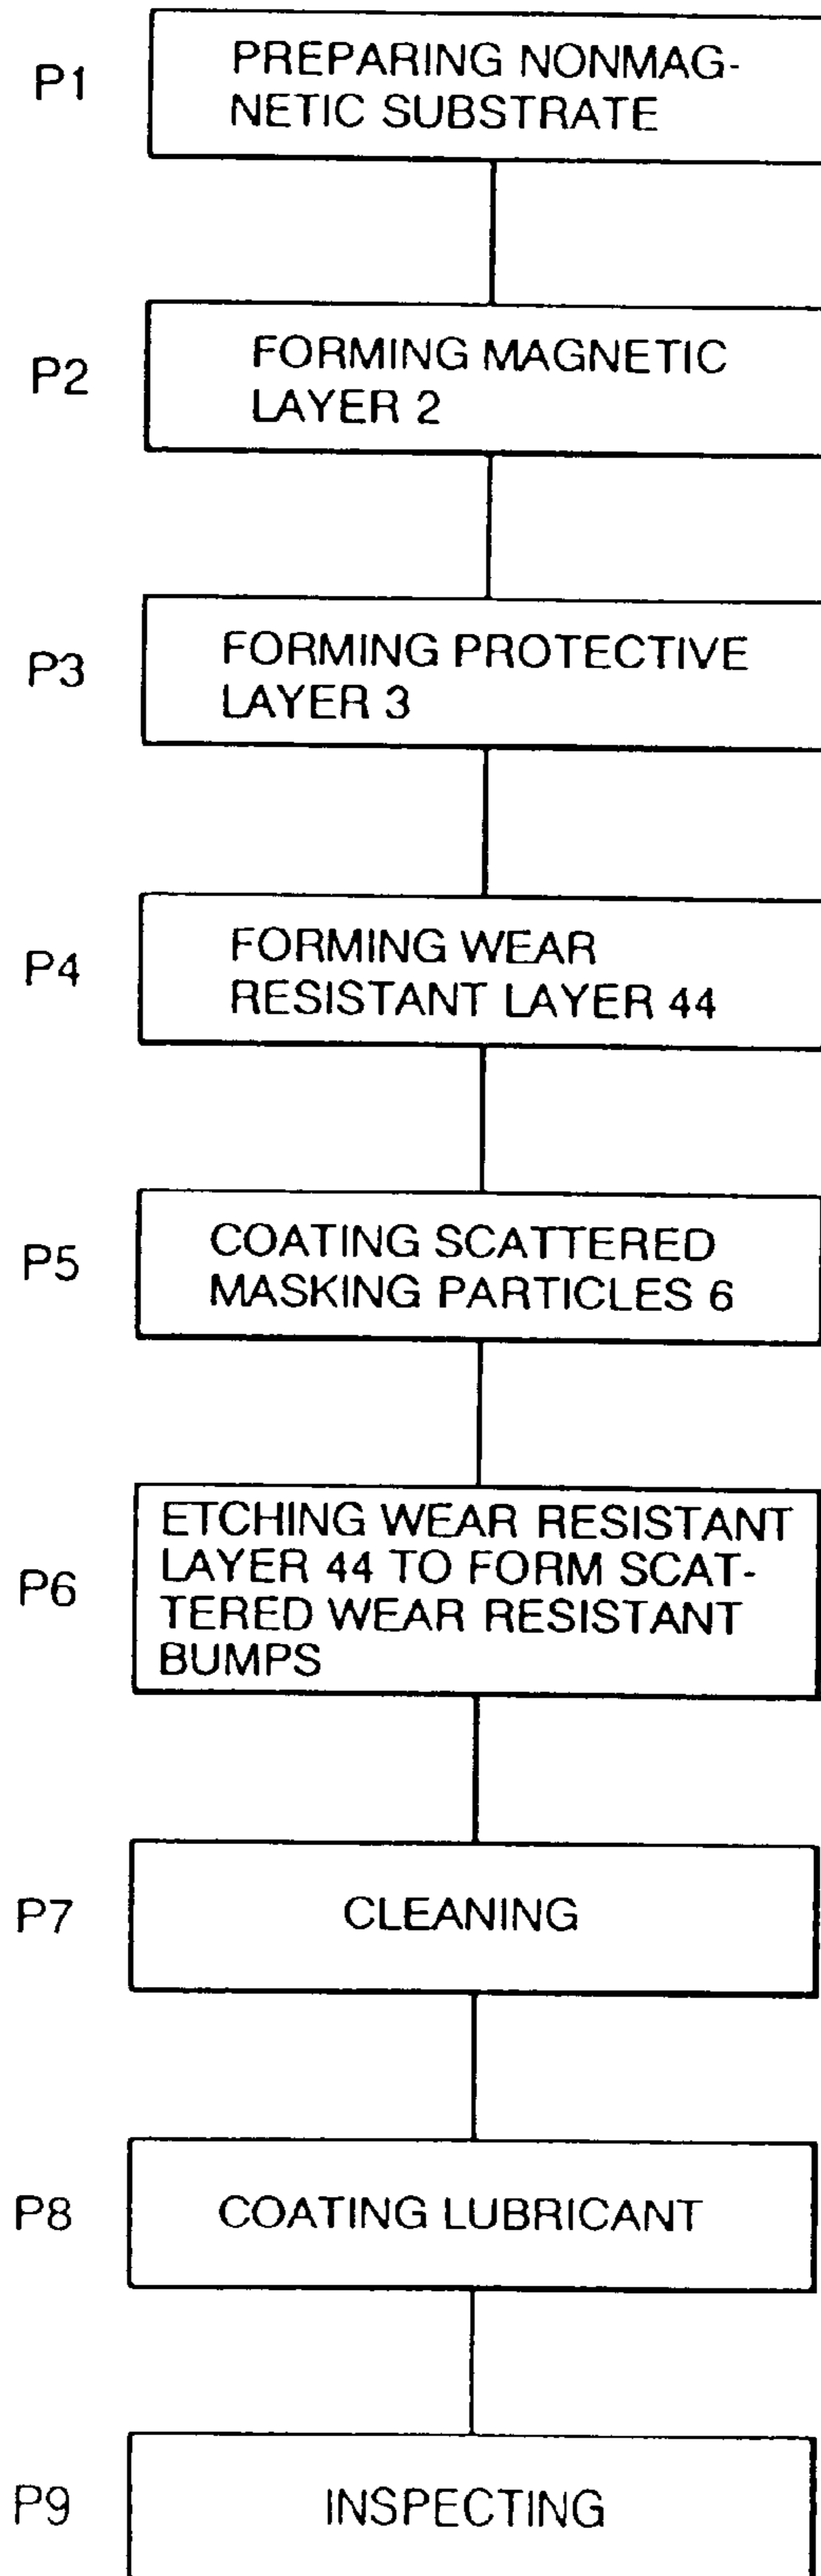 P1
PREPARING NONMAG-
NETIC SUBSTRATE
P2
FORMING MAGNETIC
LAYER 2
P3
FORMING PROTECTIVE
LAYER 3
P4
FORMING WEAR
RESISTANT LAYER 44
P5
COATING SCATTERED
MASKING PARTICLES 6
P6
ETCHING WEAR RESISTANT
LAYER 44 TO FORM SCAT-
TERED WEAR RESISTANT
BUMPS
P7
CLEANING
P8
COATING LUBRICANT
P9
INSPECTING